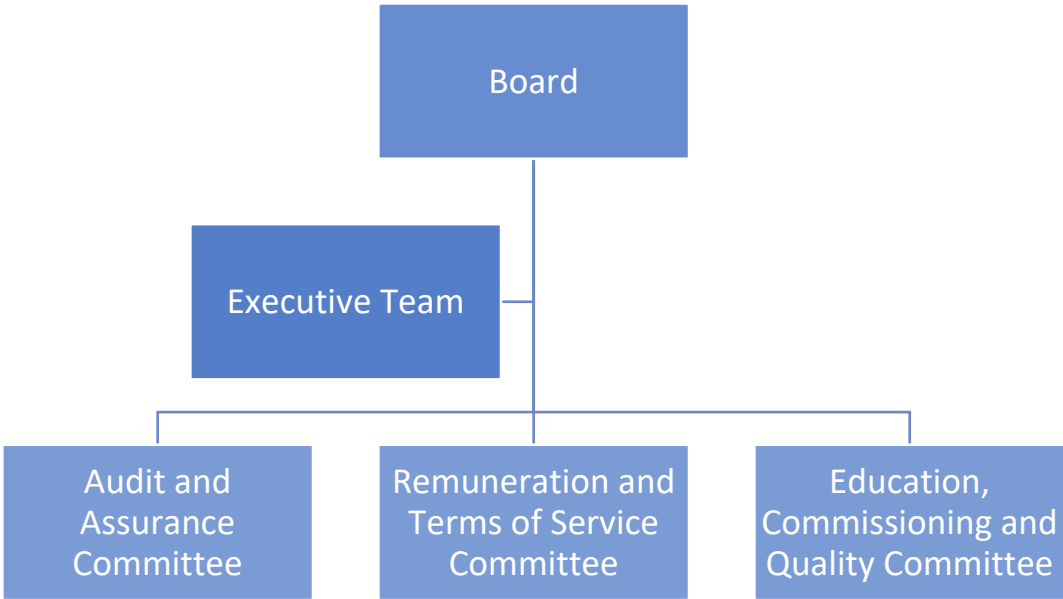 Board
Executive Team
Audit and
Assurance
Committee
Remuneration and
Terms of Service
Committee
Education,
Commissioning and
Quality Committee